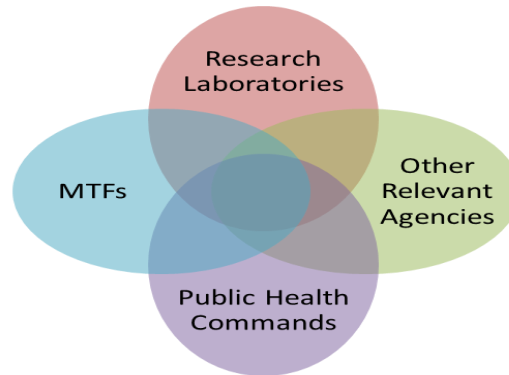 Research
Laboratories
MTFs
Other
Relevant
Agencies
Public Health
Commands